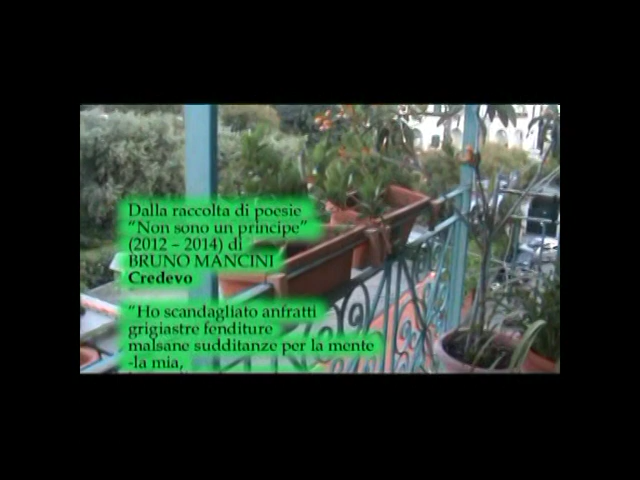 Dalla raccolta di poesie
“Non sono un principe”
(2012 – 2014) di
BRUNO MANCINI
Credevo
“Ho scandagliato anfratti
grigiastre fenditure
malsane sudditanze per la mente
-la mia,